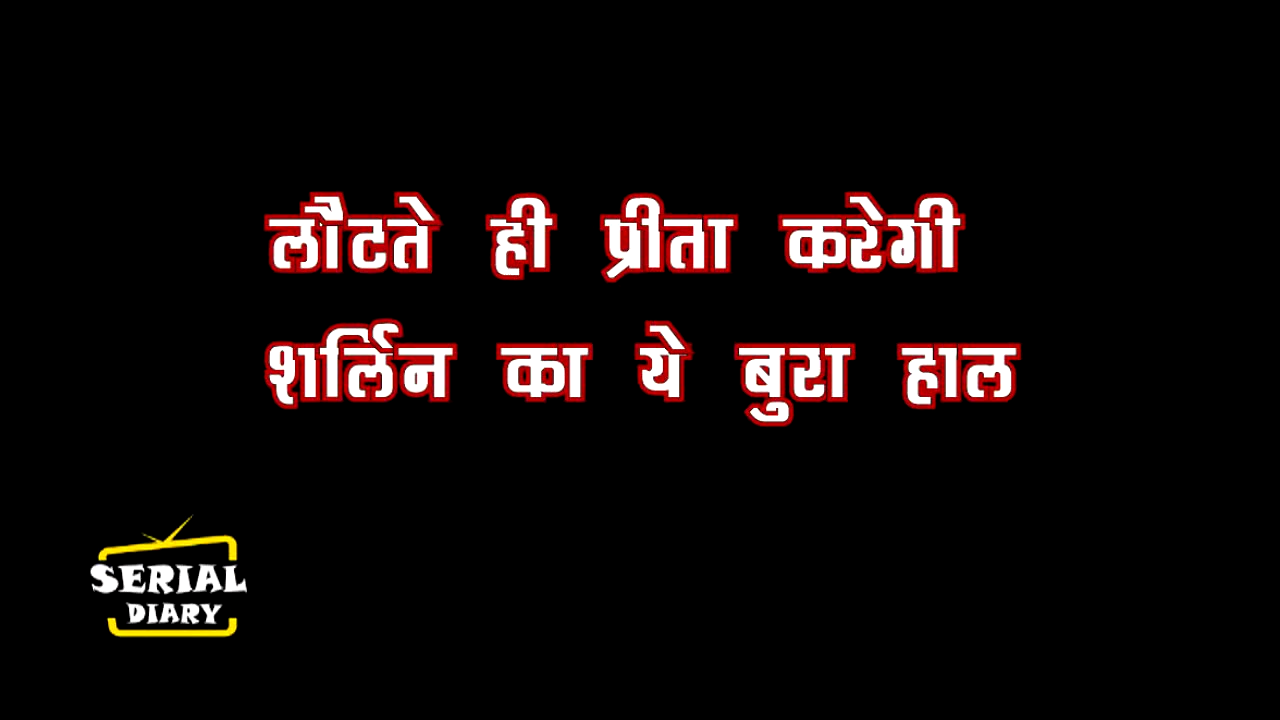 लौटते ही प्रीता करेगी
शर्लिन का ये बुरा हाल
SERIAL
DIARY